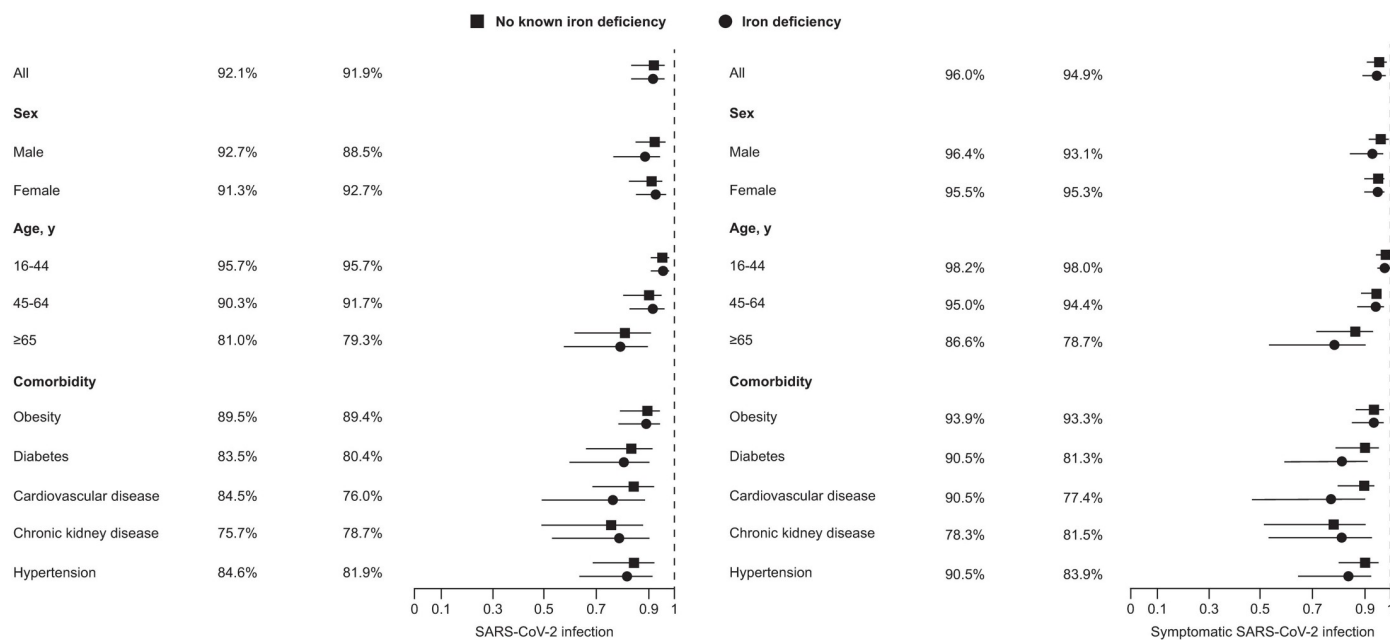 No known iron deficiency Iron deficiency
All 92.1% 91.9%
Sex
Male 92.7% 88.5%
Female 91.3% 92.7%
Age, y
16-44 95.7% 95.7%
45-64 90.3% 91.7%
≥65 81.0% 79.3%
Comorbidity
Obesity 89.5% 89.4%
Diabetes 83.5% 80.4%
Cardiovascular disease 84.5% 76.0%
Chronic kidney disease 75.7% 78.7%
Hypertension 84.6% 81.9%
0 0.1 0.3 0.5 0.7 0.9 1
SARS-CoV-2 infection
All 96.0% 94.9%
Sex
Male 96.4% 93.1%
Female 95.5% 95.3%
Age, y
16-44 98.2% 98.0%
45-64 95.0% 94.4%
≥65 86.6% 78.7%
Comorbidity
Obesity 93.9% 93.3%
Diabetes 90.5% 81.3%
Cardiovascular disease 90.5% 77.4%
Chronic kidney disease 78.3% 81.5%
Hypertension 90.5% 83.9%
0 0.1 0.3 0.5 0.7 0.9 1
Symptomatic SARS-CoV-2 infection